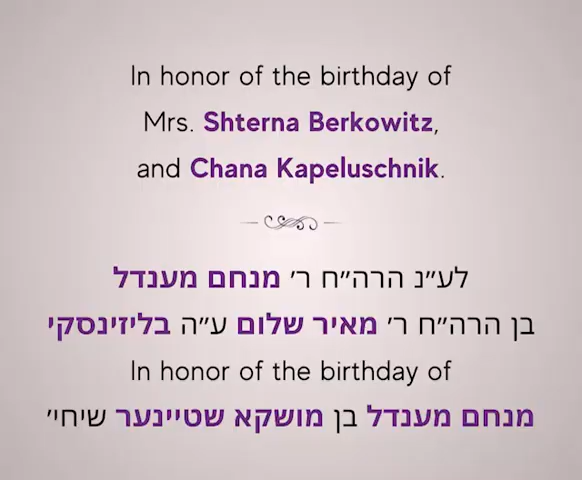 In honor of the birthday of
Mrs. Shterna Berkowitz,
and Chana Kapeluschnik.
לע״נ הרה״ח ר׳ מנחם מענדל
בן הרה״ח ר׳ מאיר שלום ע״ה בליזינסקי
In honor of the birthday of
מנחם מענדל בן מושקא שטיינער שיחי׳